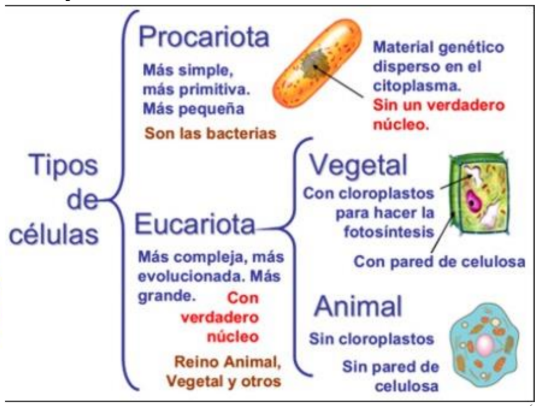 Tipos
de
células
Procariota
Más simple,
más primitiva.
Más pequeña
Son las bacterias
Material genético
disperso en el
citoplasma.
Sin un verdadero
núcleo.
Eucariota
Más compleja, más
evolucionada. Más
grande. Con
verdadero
núcleo
Reino Animal,
Vegetal y otros
Vegetal
Con cloroplastos
para hacer la
fotosíntesis
Con pared de celulosa
Animal
Sin cloroplastos
Sin pared de
celulosa